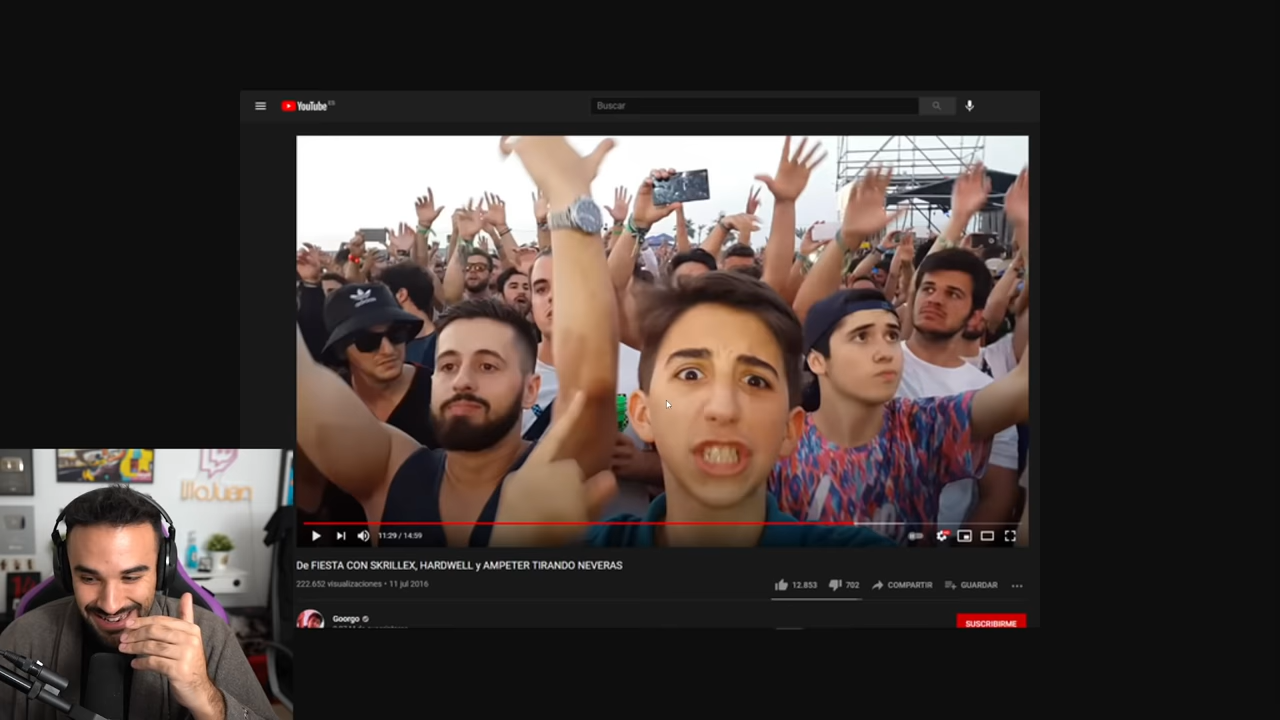 YouTube ES
Buscar
11:29 / 14:59
De FIESTA CON SKRILLEX, HARDWELL y AMPETER TIRANDO NEVERAS
222.652 visualizaciones • 11 jul 2016
12.853
702
COMPARTIR
GUARDAR
Goorgo
SUSCRIBIRME